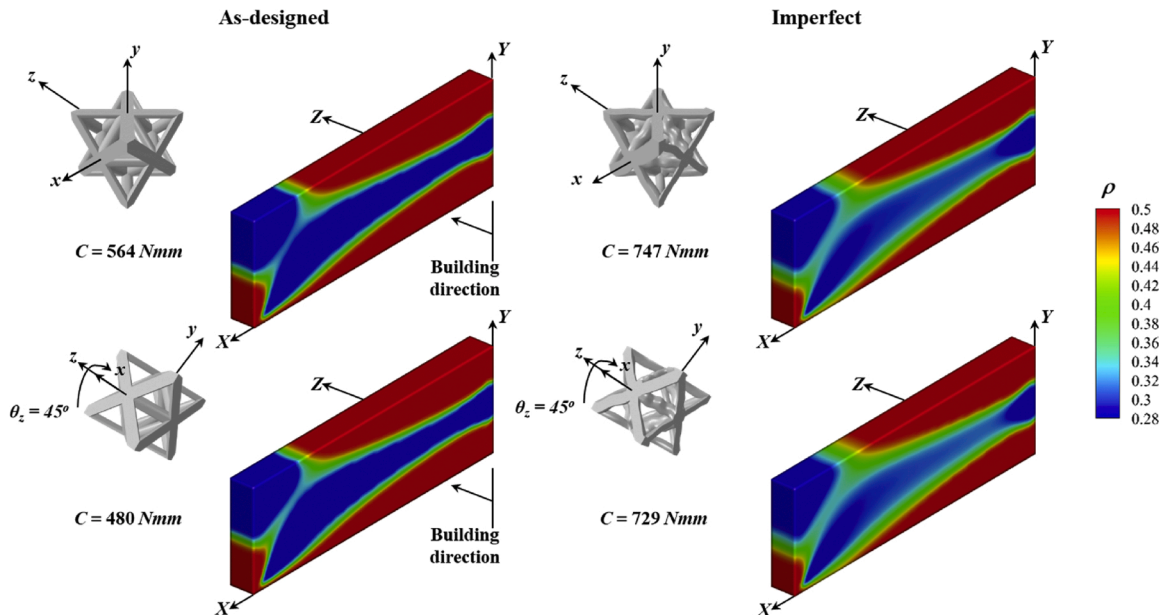 As-designed
Imperfect
y
z
x
C = 564 Nmm
Y
Z
X
Building
direction
y
z
x
C = 747 Nmm
Y
Z
X
ρ
0.5
0.48
0.46
0.44
0.42
0.4
0.38
0.36
0.34
0.32
0.3
0.28
y
z
x
θz = 45º
C = 480 Nmm
Y
Z
X
Building
direction
y
z
x
θz = 45º
C = 729 Nmm
Y
Z
X